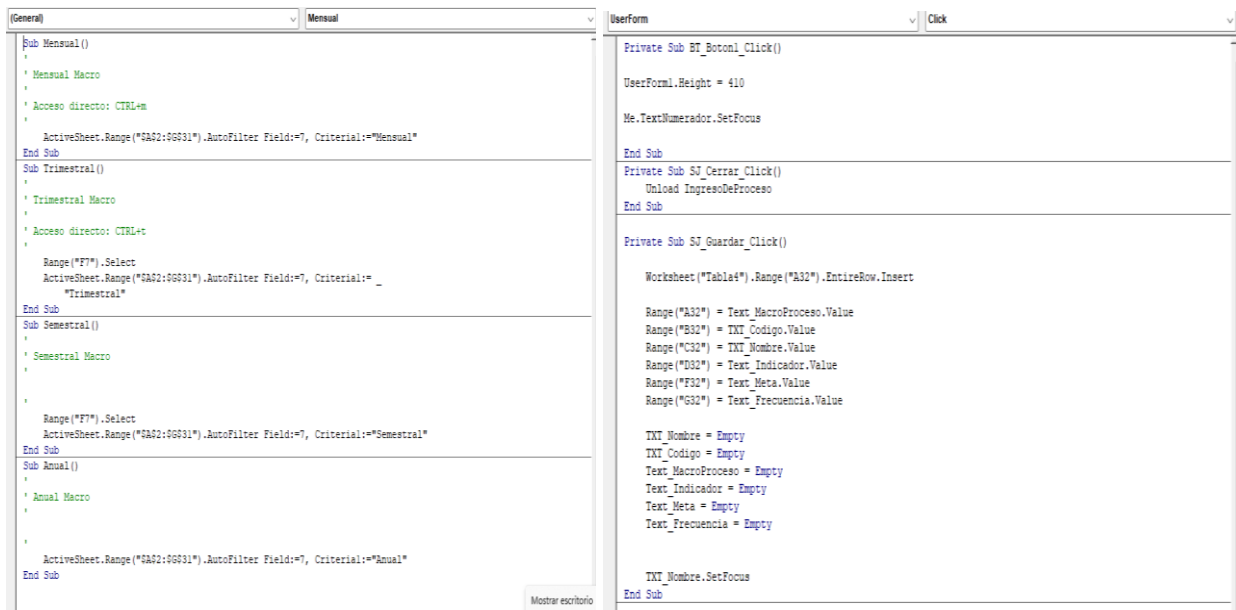 (General)
Mensual
Sub Mensual()
'
' Mensual Macro
'
' Acceso directo: CTRL+m
'
ActiveSheet.Range("$A$2:$G$31").AutoFilter Field:=7, Criteria1:="Mensual"
End Sub
Sub Trimestral()
'
' Trimestral Macro
'
' Acceso directo: CTRL+t
'
Range("F7").Select
ActiveSheet.Range("$A$2:$G$31").AutoFilter Field:=7, Criteria1:= _
"Trimestral"
End Sub
Sub Semestral()
'
' Semestral Macro
'
'
Range("F7").Select
ActiveSheet.Range("$A$2:$G$31").AutoFilter Field:=7, Criteria1:="Semestral"
End Sub
Sub Anual()
'
' Anual Macro
'
'
ActiveSheet.Range("$A$2:$G$31").AutoFilter Field:=7, Criteria1:="Anual"
End Sub
Mostrar escritorio
UserForm
Click
Private Sub BT_Boton1_Click()
UserForm1.Height = 410
Me.TextNumerador.SetFocus
End Sub
Private Sub SJ_Cerrar_Click()
Unload IngresoDeProceso
End Sub
Private Sub SJ_Guardar_Click()
Worksheet("Tabla4").Range("A32").EntireRow.Insert
Range("A32") = Text_MacroProceso.Value
Range("B32") = TXT_Codigo.Value
Range("C32") = TXT_Nombre.Value
Range("D32") = Text_Indicador.Value
Range("F32") = Text_Meta.Value
Range("G32") = Text_Frecuencia.Value
TXT_Nombre = Empty
TXT_Codigo = Empty
Text_MacroProceso = Empty
Text_Indicador = Empty
Text_Meta = Empty
Text_Frecuencia = Empty
TXT_Nombre.SetFocus
End Sub